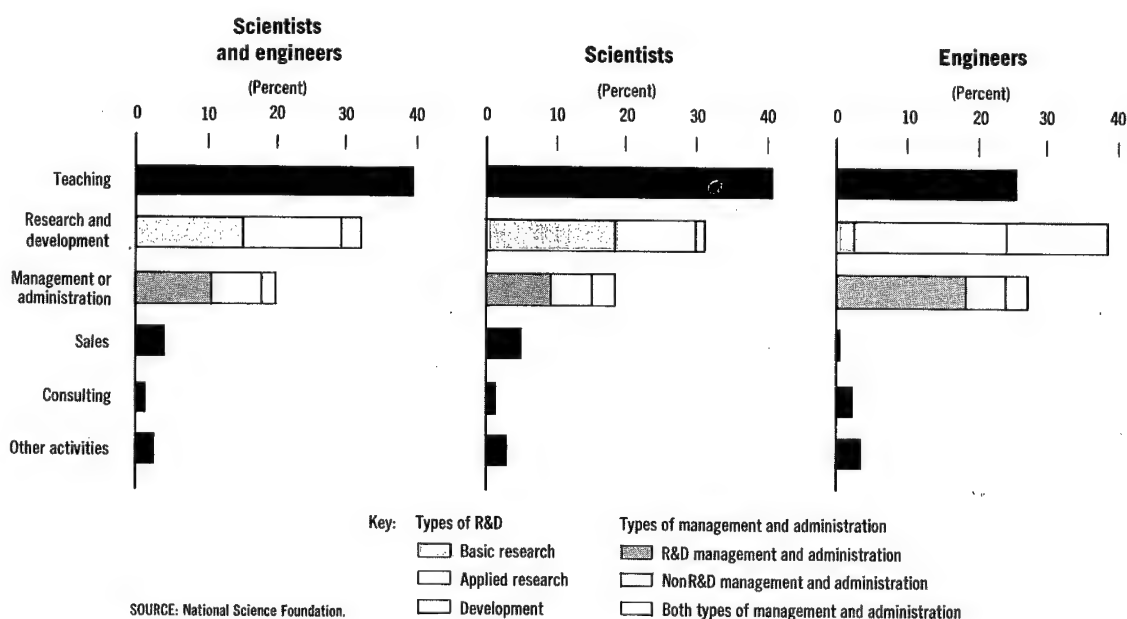 Scientists
and engineers
(Percent)
0 10 20 30 40
Scientists
(Percent)
0 10 20 30 40
Engineers
(Percent)
0 10 20 30 40
Teaching
Research and
development
Management or
administration
Sales
Consulting
Other activities
Key: Types of R&D
Basic research
Applied research
Development
Types of management and administration
R&D management and administration
NonR&D management and administration
Both types of management and administration
SOURCE: National Science Foundation.